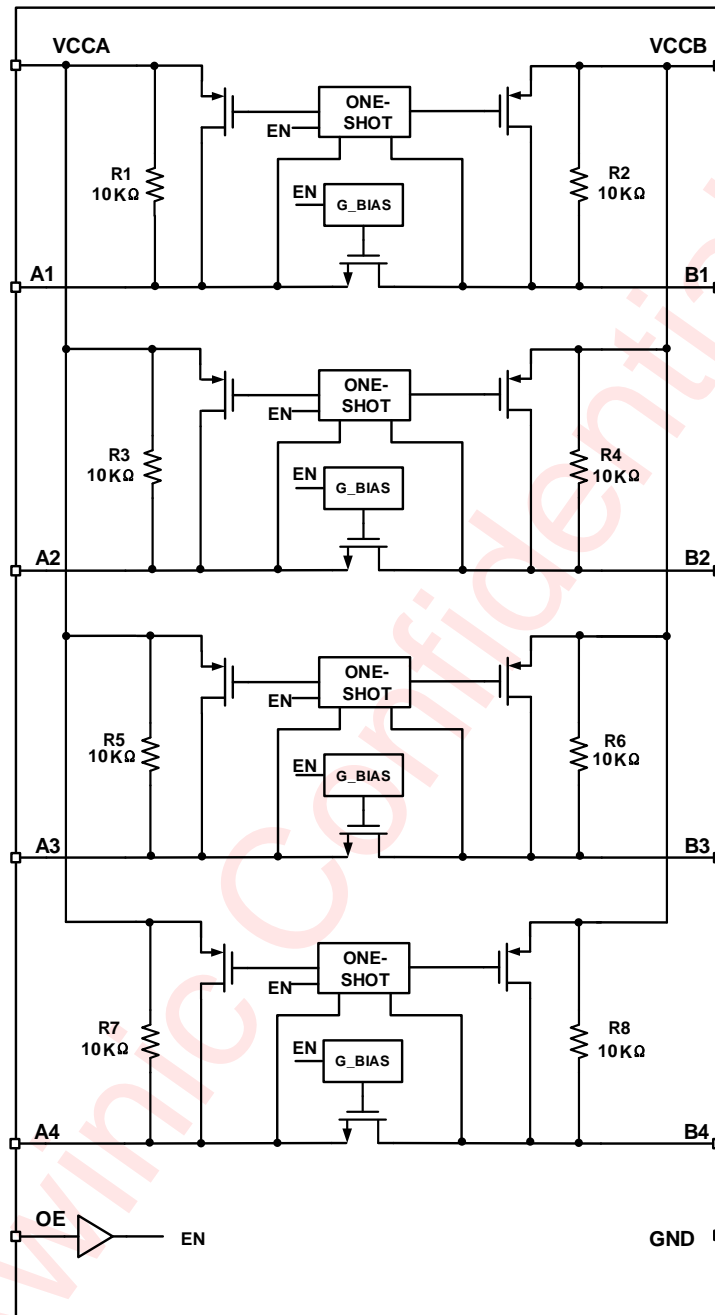 VCCA VCCB
ONE-
SHOT
EN
R1
10KΩ
R2
10KΩ
EN
G_BIAS
A1 B1
ONE-
SHOT
EN
R3
10KΩ
R4
10KΩ
EN
G_BIAS
A2 B2
ONE-
SHOT
EN
R5
10KΩ
R6
10KΩ
EN
G_BIAS
A3 B3
ONE-
SHOT
EN
R7
10KΩ
R8
10KΩ
EN
G_BIAS
A4 B4
OE
EN
GND
winic Confidential